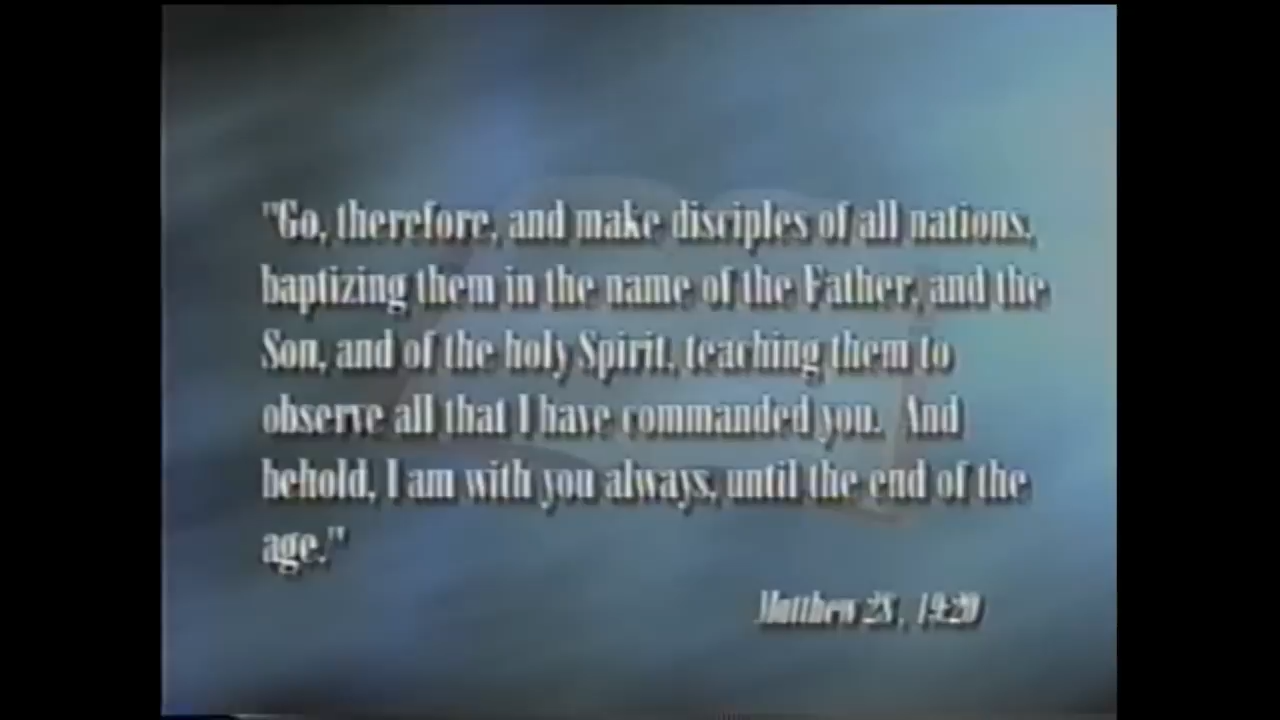 "Go, therefore, and make disciples of all nations,
baptizing them in the name of the Father, and the
Son, and of the holy Spirit, teaching them to
observe all that I have commanded you. And
behold, I am with you always, until the end of the
age."
Matthew 28, 19:20